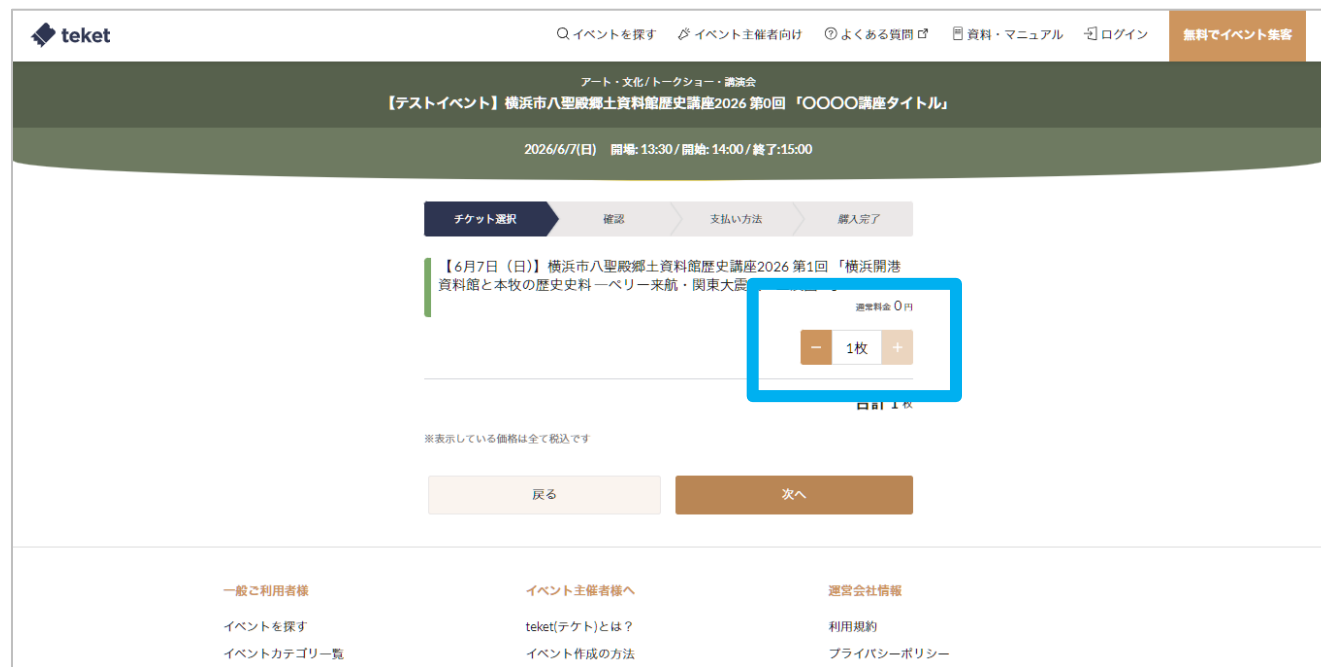 teket
イベントを探す イベント主催者向け よくある質問 資料・マニュアル ログイン 無料でイベント集客
アート・文化/トークショー・講演会
【テストイベント】横浜市八聖殿郷土資料館歴史講座2026 第0回 「〇〇〇〇講座タイトル」
2026/6/7(日) 開場: 13:30 / 開始: 14:00 / 終了:15:00
チケット選択 確認 支払い方法 購入完了
【6月7日（日）】横浜市八聖殿郷土資料館歴史講座2026 第1回 「横浜開港
資料館と本牧の歴史史料 ―ペリー来航・関東大
通常料金 0 円
− 1枚 +
合計 1 枚
※表示している価格は全て税込です
戻る 次へ
一般ご利用者様 イベント主催者様へ 運営会社情報
イベントを探す teket(テケト)とは？ 利用規約
イベントカテゴリ一覧 イベント作成の方法 プライバシーポリシー